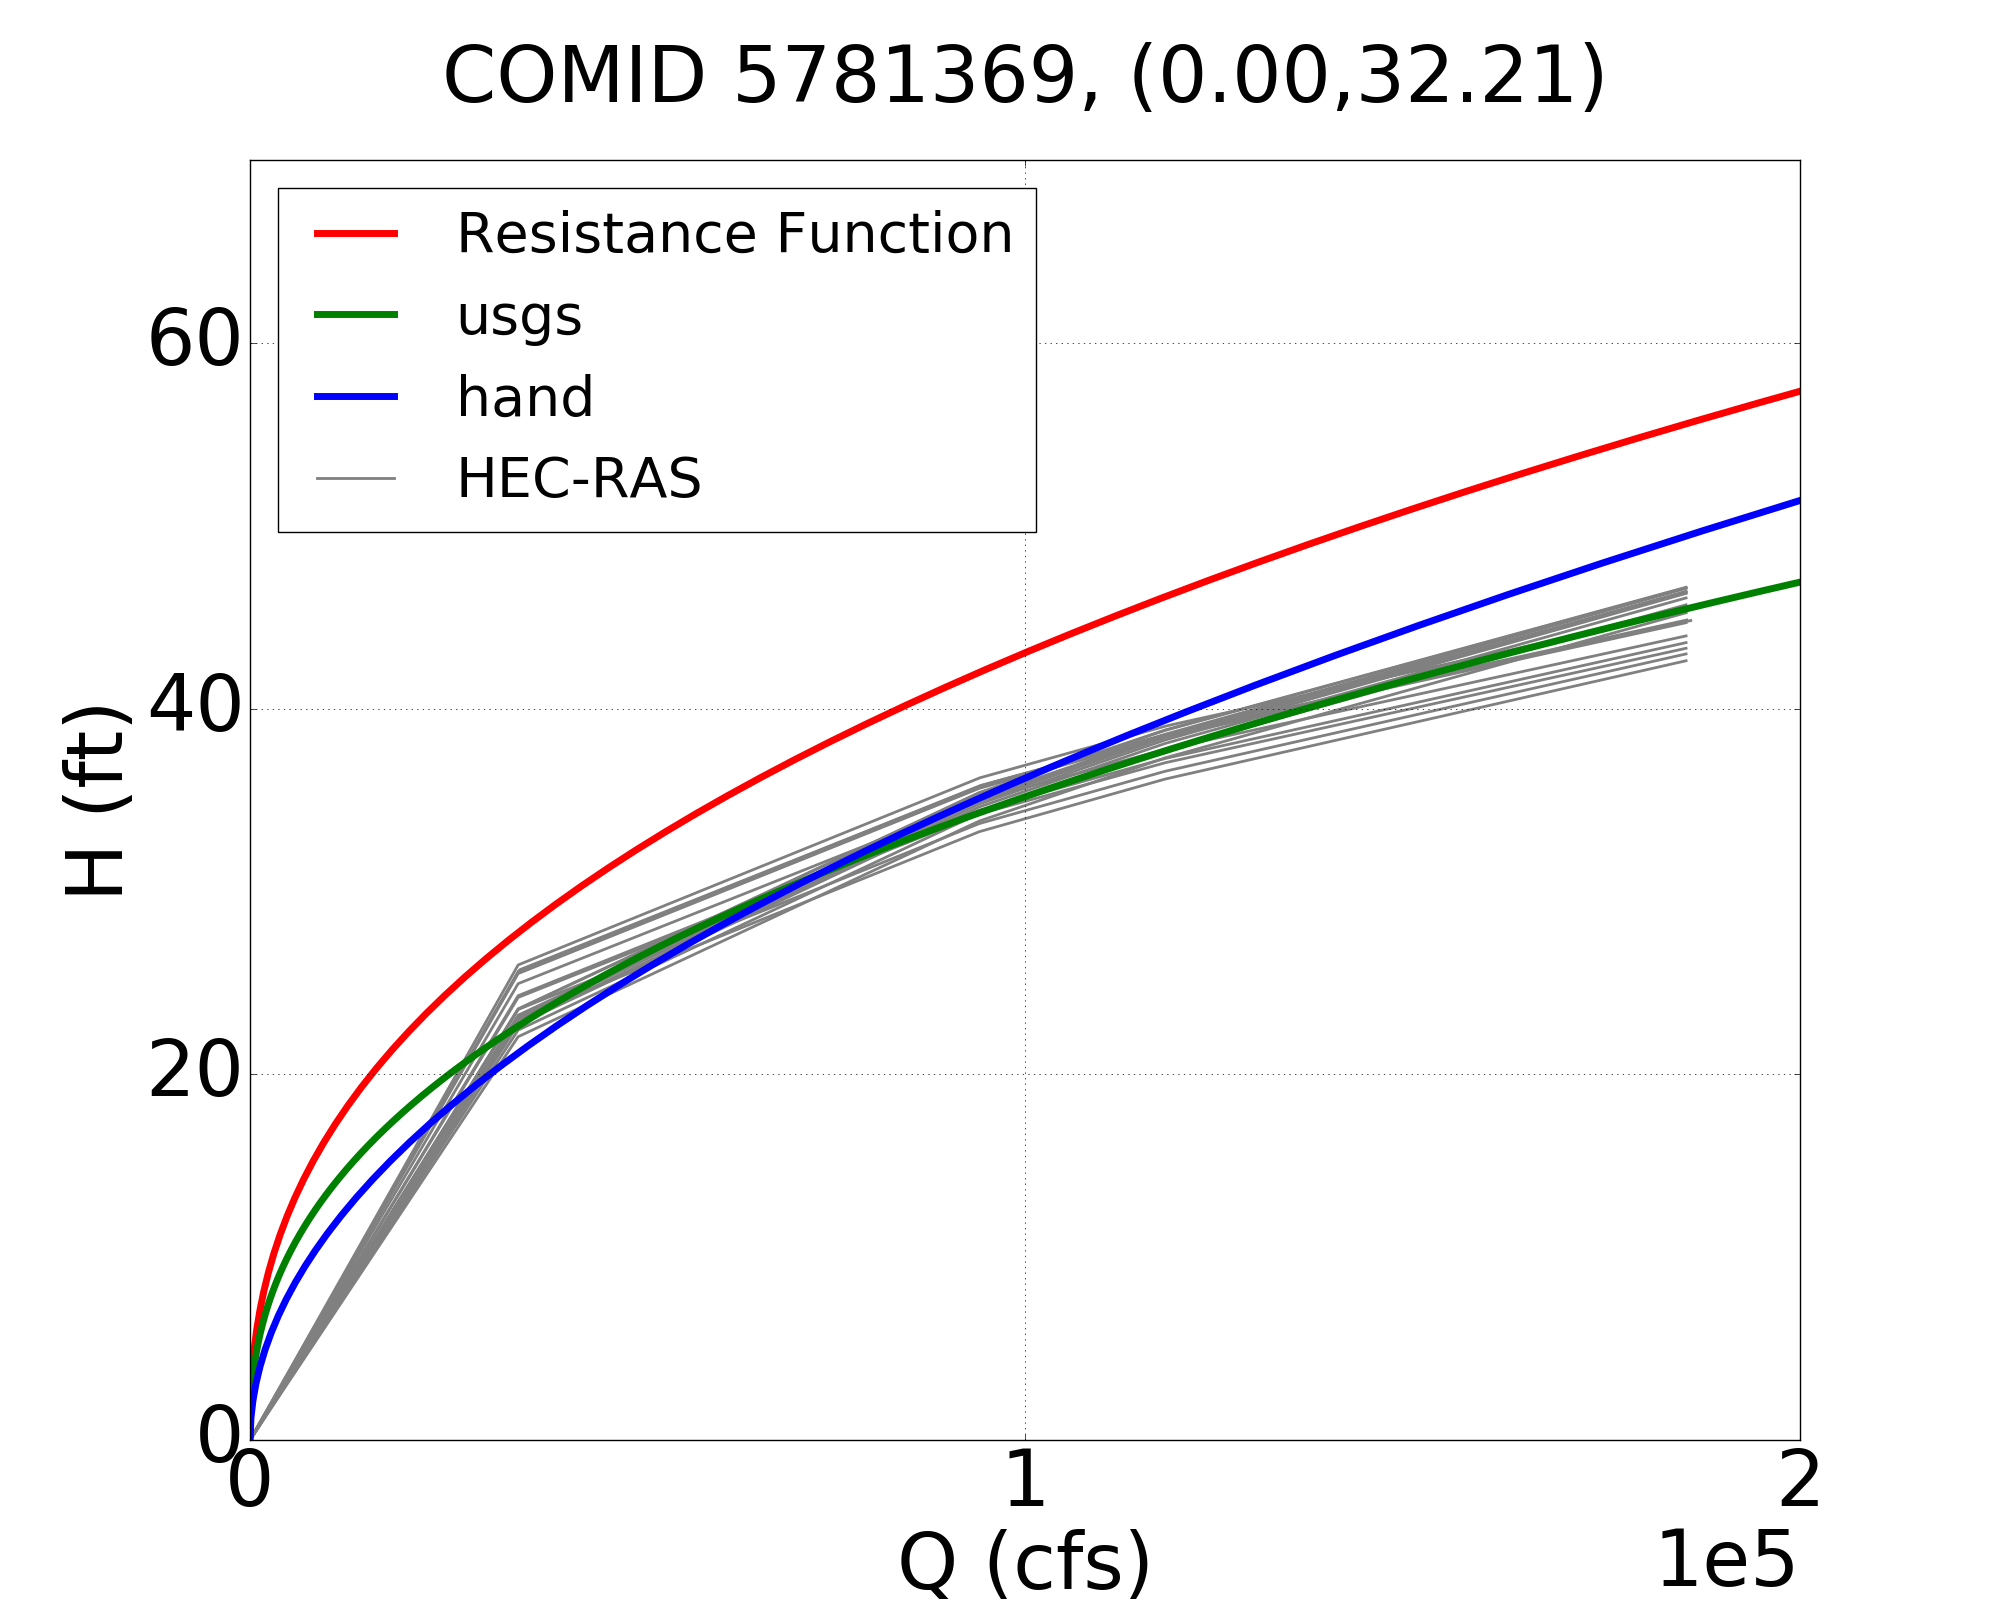 COMID 5781369, (0.00,32.21)
Resistance Function
usgs
hand
HEC-RAS
60
40
20
0
H (ft)
0 1 2
Q (cfs)
1e5